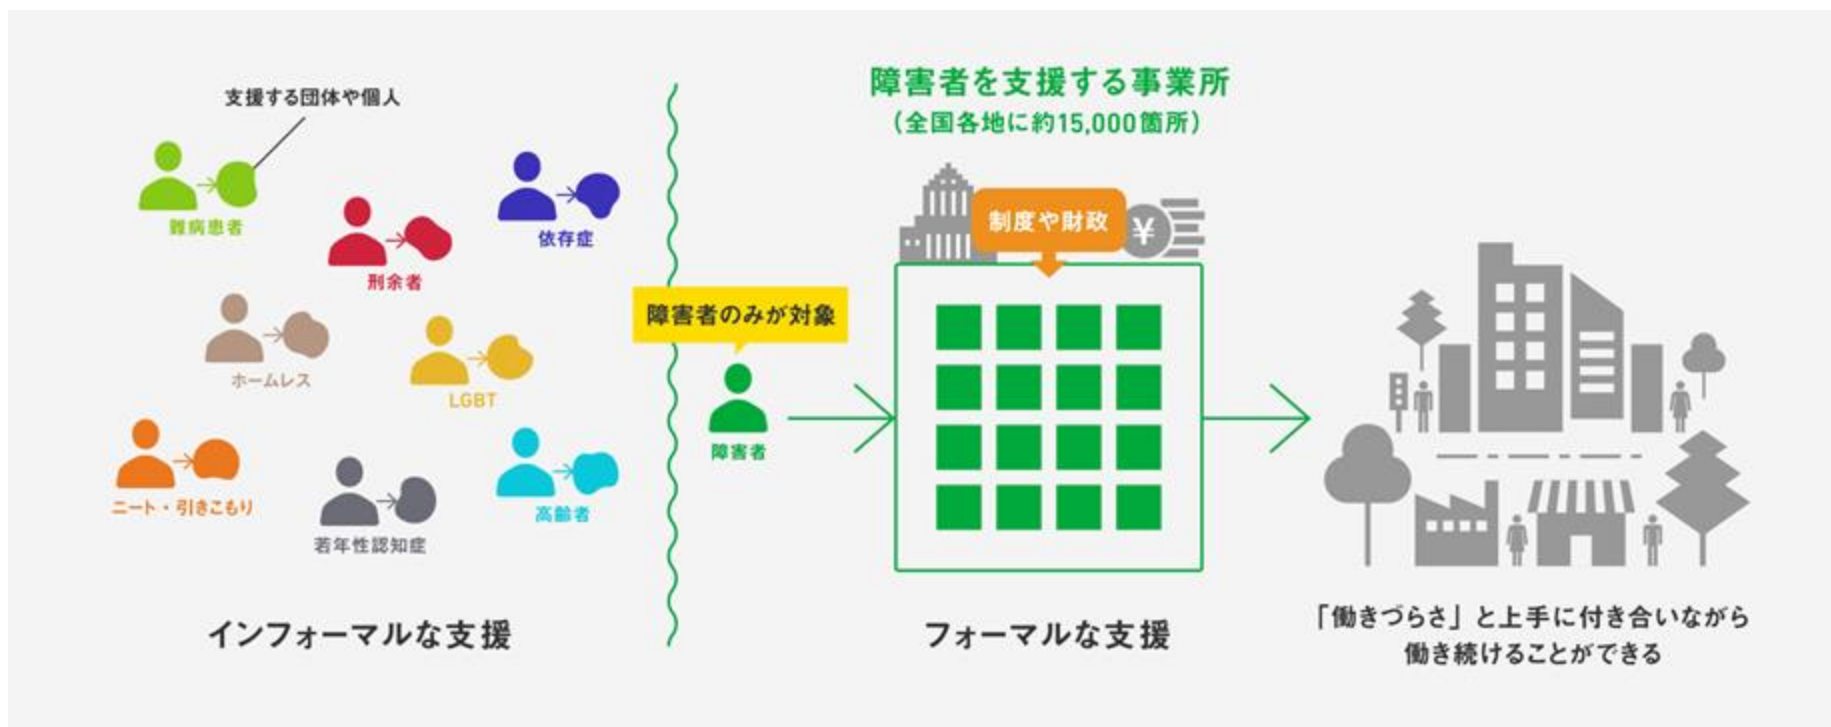 支援する団体や個人
難病患者
刑余者
依存症
ホームレス
LGBT
ニート・引きこもり
若年性認知症
高齢者
インフォーマルな支援
障害者のみが対象
障害者
障害者を支援する事業所
（全国各地に約15,000箇所）
制度や財政
¥
フォーマルな支援
「働きづらさ」と上手に付き合いながら
働き続けることができる